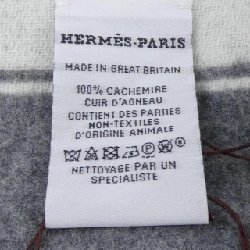 HERMÈS-PARIS
MADE IN GREAT BRITAIN
100% CACHEMIRE
CUIR D'AGNEAU
CONTIENT DES PARTIES
NON-TEXTILES
D'ORIGINE ANIMALE
NETTOYAGE PAR UN
SPECIALISTE